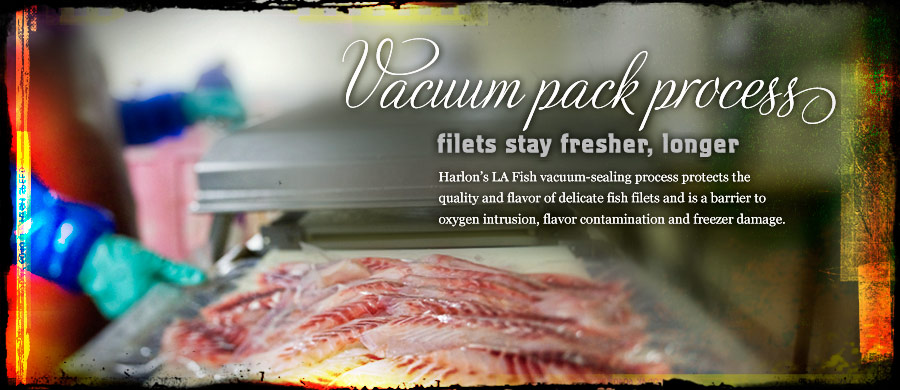 Vacuum pack process
filets stay fresher, longer
Harlon's LA Fish vacuum-sealing process protects the
quality and flavor of delicate fish filets and is a barrier to
oxygen intrusion, flavor contamination and freezer damage.